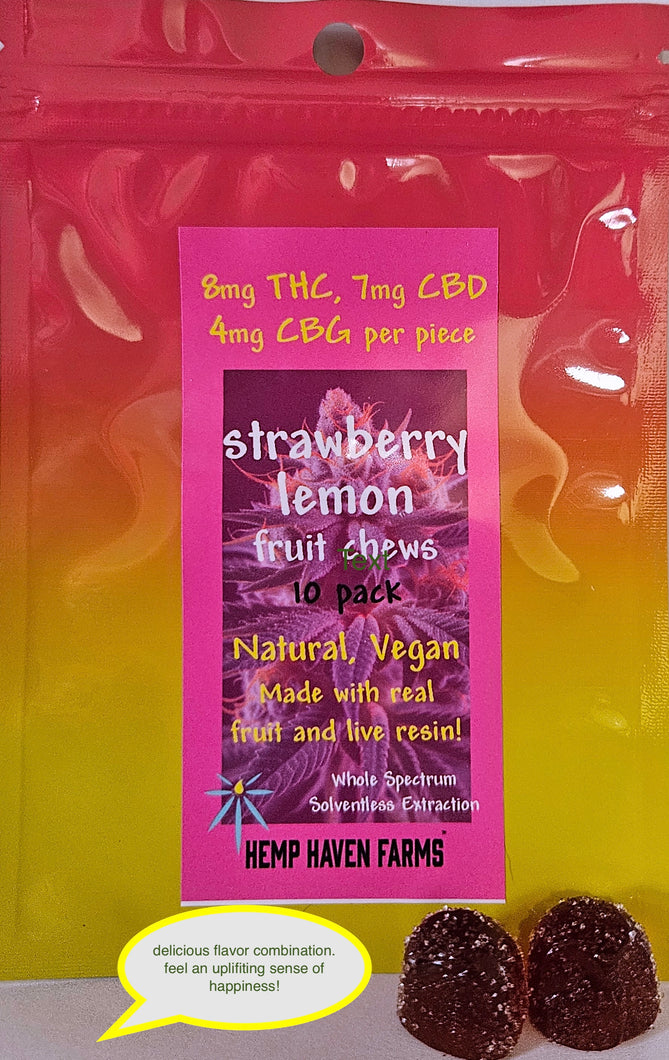 8mg THC, 7mg CBD
4mg CBG per piece
strawberry
lemon
fruit chews
Text
10 pack
Natural, Vegan
Made with real
fruit and live resin!
Whole Spectrum
Solventless Extraction
HEMP HAVEN FARMS™
delicious flavor combination.
feel an uplifiting sense of
happiness!